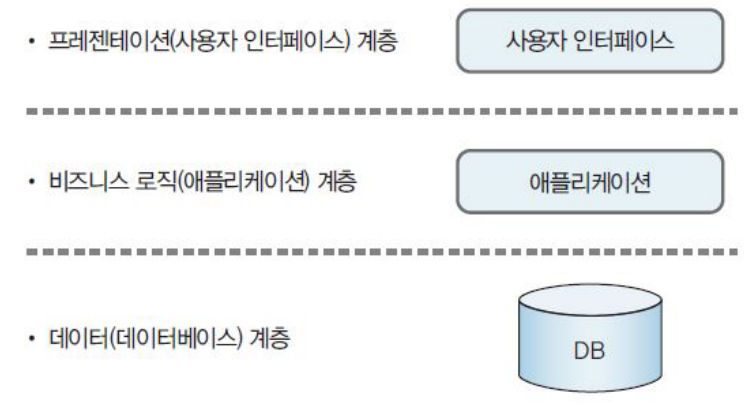 • 프레젠테이션(사용자 인터페이스) 계층
사용자 인터페이스
• 비즈니스 로직(애플리케이션) 계층
애플리케이션
• 데이터(데이터베이스) 계층
DB